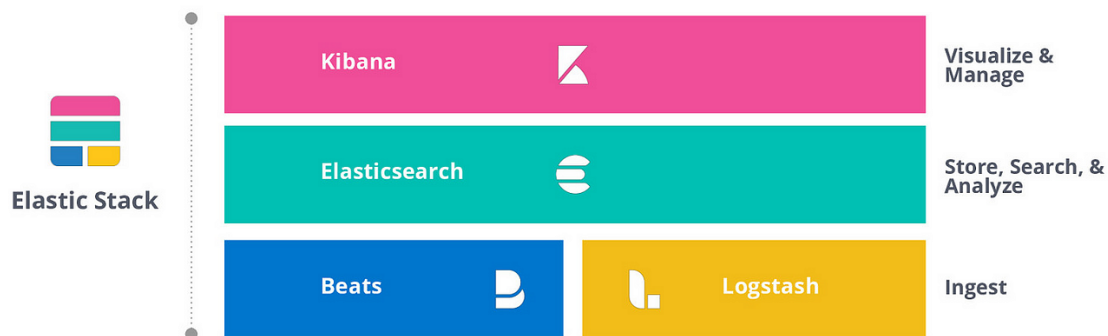 Kibana
Visualize &
Manage
Elastic Stack
Elasticsearch
Store, Search, &
Analyze
Beats
Logstash
Ingest